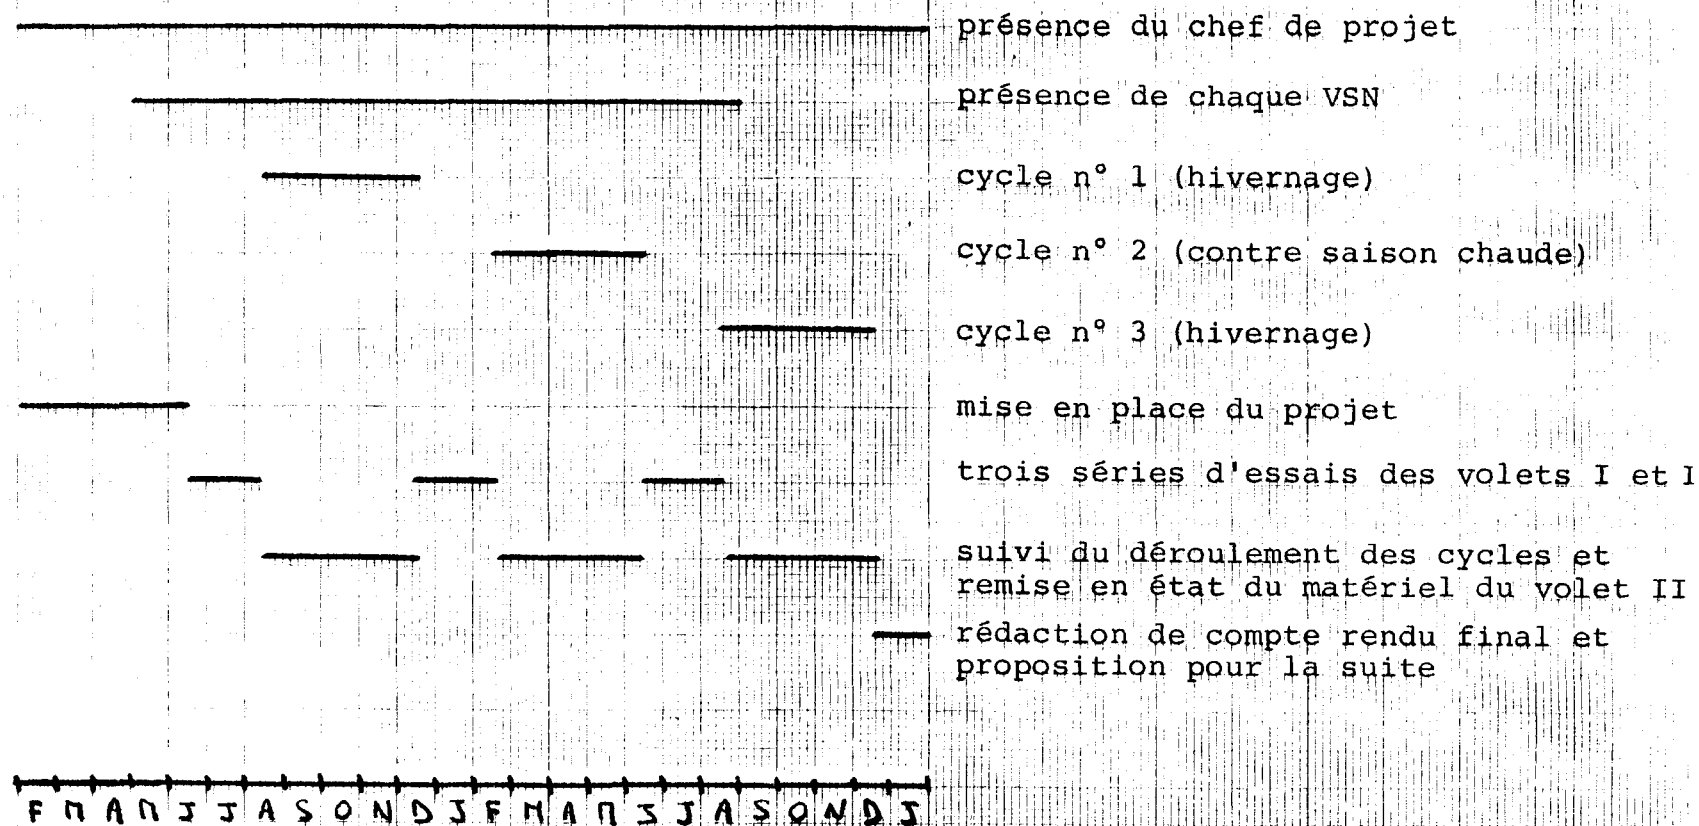 présence du chef de projet
présence de chaque VSN
cycle n° 1 (hivernage)
cycle n° 2 (contre saison chaude)
cycle n° 3 (hivernage)
mise en place du projet
trois séries d'essais des volets I et I
suivi du déroulement des cycles et
remise en état du matériel du volet II
rédaction de compte rendu final et
proposition pour la suite
F M A M J J A S O N D J F M A M J J A S O N D J